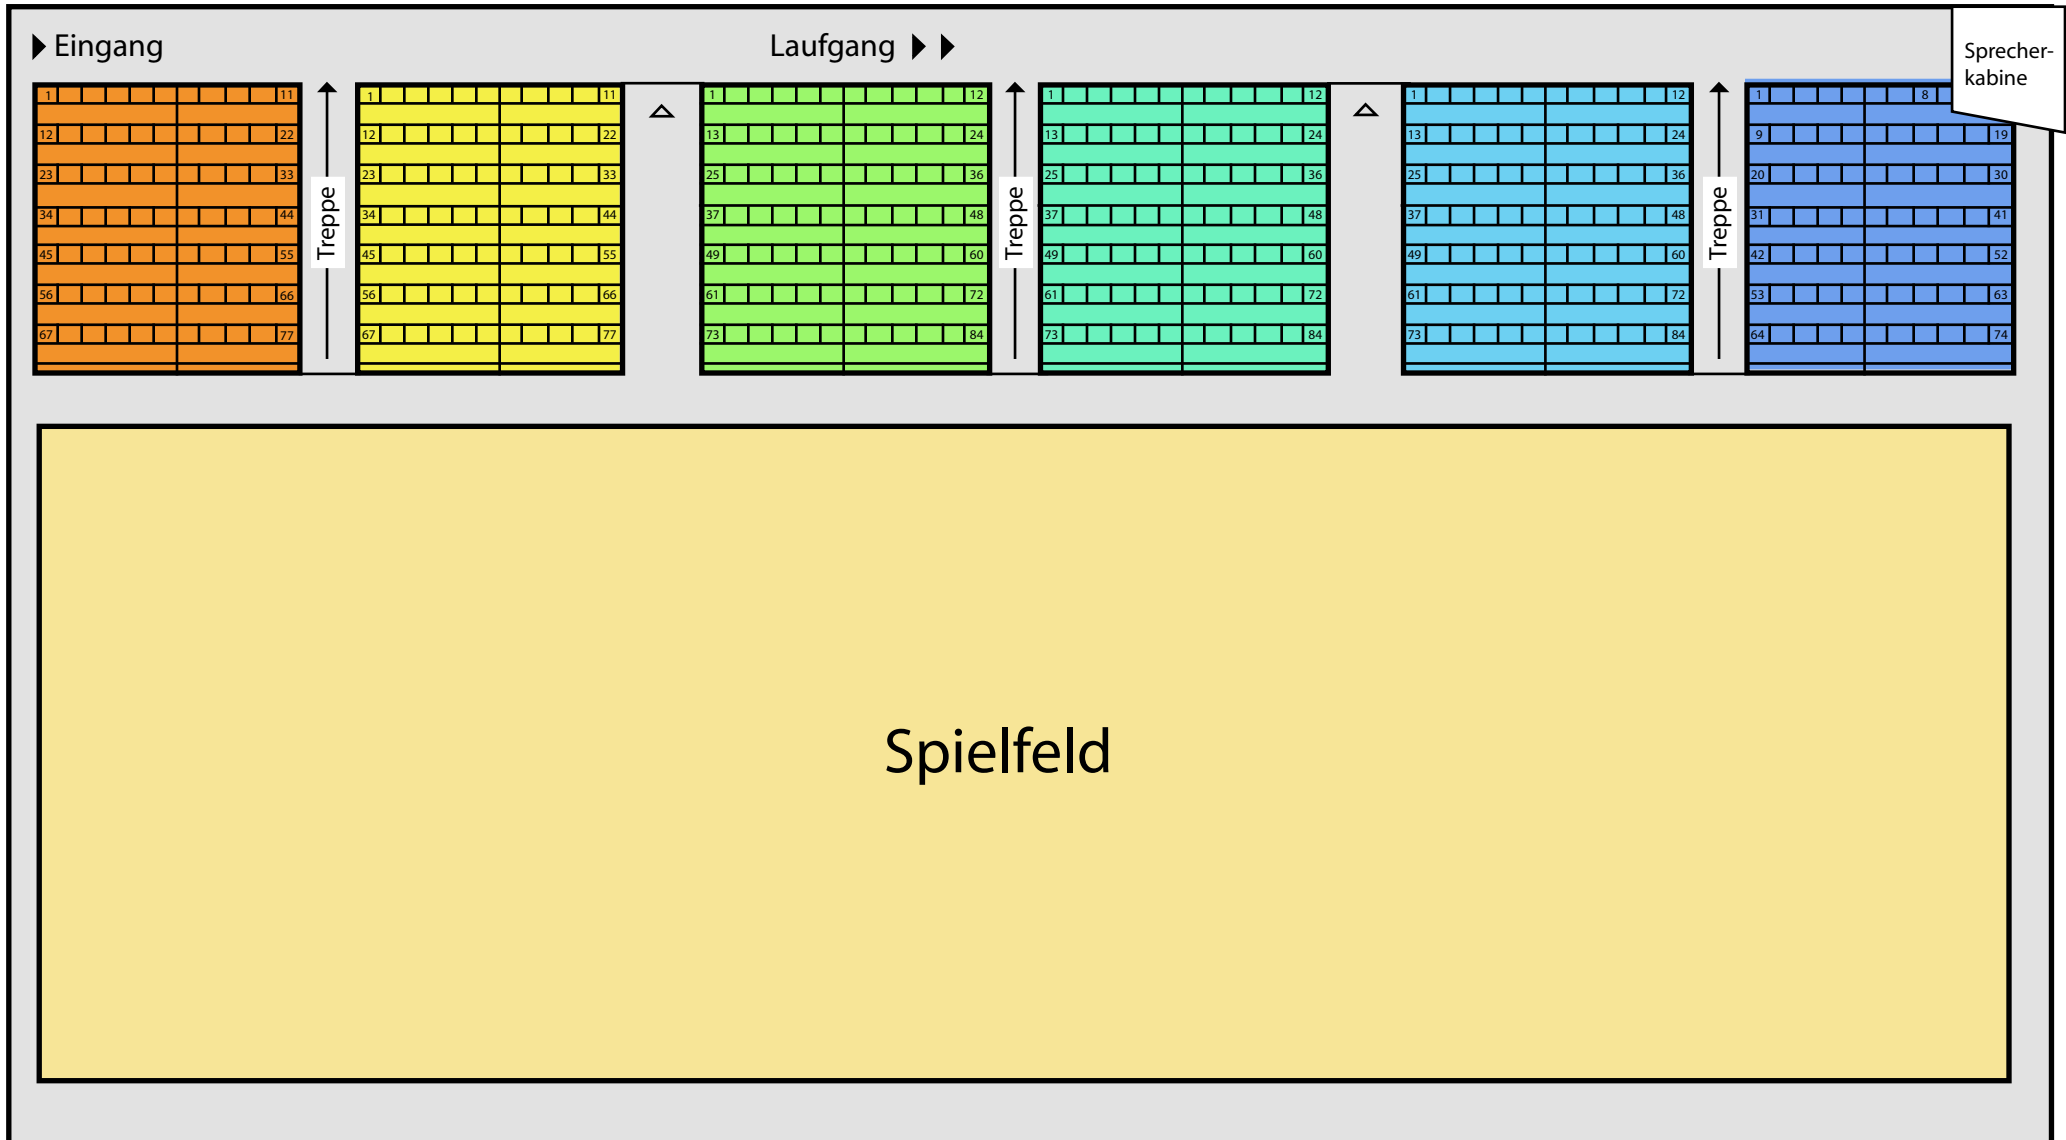 Eingang
Laufgang
Sprecher-
kabine
1 11 1 11 1 12 1 12 1 12 1 8
12 22 12 22 13 24 13 24 13 24 9 19
23 33 23 33 25 36 25 36 25 36 20 30
34 44 34 44 37 48 37 48 37 48 31 41
Treppe Treppe Treppe
45 55 45 55 49 60 49 60 49 60 42 52
56 66 56 66 61 72 61 72 61 72 53 63
67 77 67 77 73 84 73 84 73 84 64 74
Spielfeld